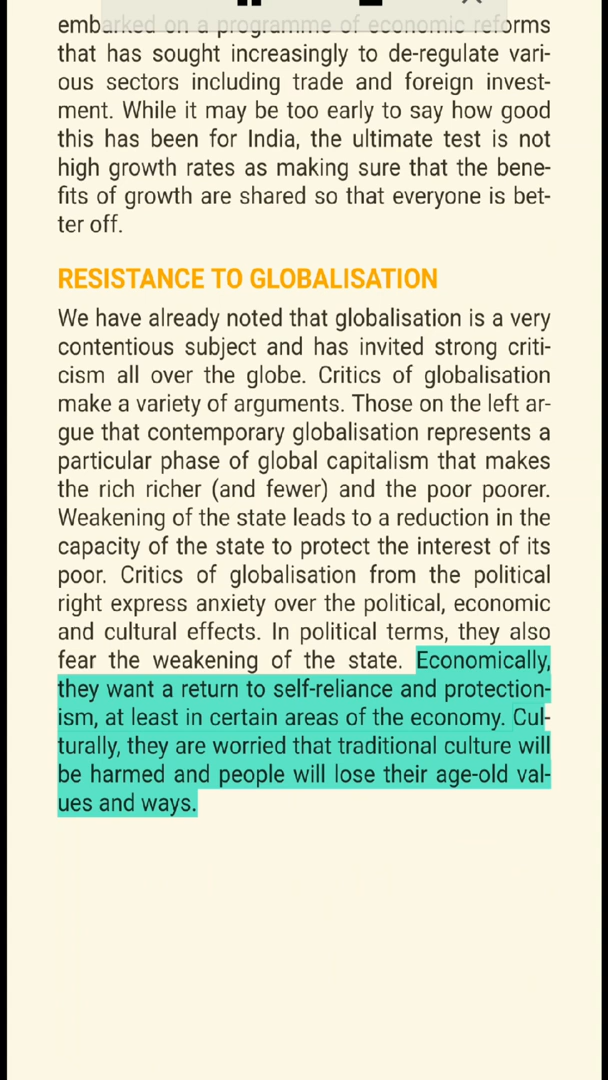 embarked on a programme of economic reforms
that has sought increasingly to de-regulate vari-
ous sectors including trade and foreign invest-
ment. While it may be too early to say how good
this has been for India, the ultimate test is not
high growth rates as making sure that the bene-
fits of growth are shared so that everyone is bet-
ter off.
RESISTANCE TO GLOBALISATION
We have already noted that globalisation is a very
contentious subject and has invited strong criti-
cism all over the globe. Critics of globalisation
make a variety of arguments. Those on the left ar-
gue that contemporary globalisation represents a
particular phase of global capitalism that makes
the rich richer (and fewer) and the poor poorer.
Weakening of the state leads to a reduction in the
capacity of the state to protect the interest of its
poor. Critics of globalisation from the political
right express anxiety over the political, economic
and cultural effects. In political terms, they also
fear the weakening of the state. Economically,
they want a return to self-reliance and protection-
ism, at least in certain areas of the economy. Cul-
turally, they are worried that traditional culture will
be harmed and people will lose their age-old val-
ues and ways.